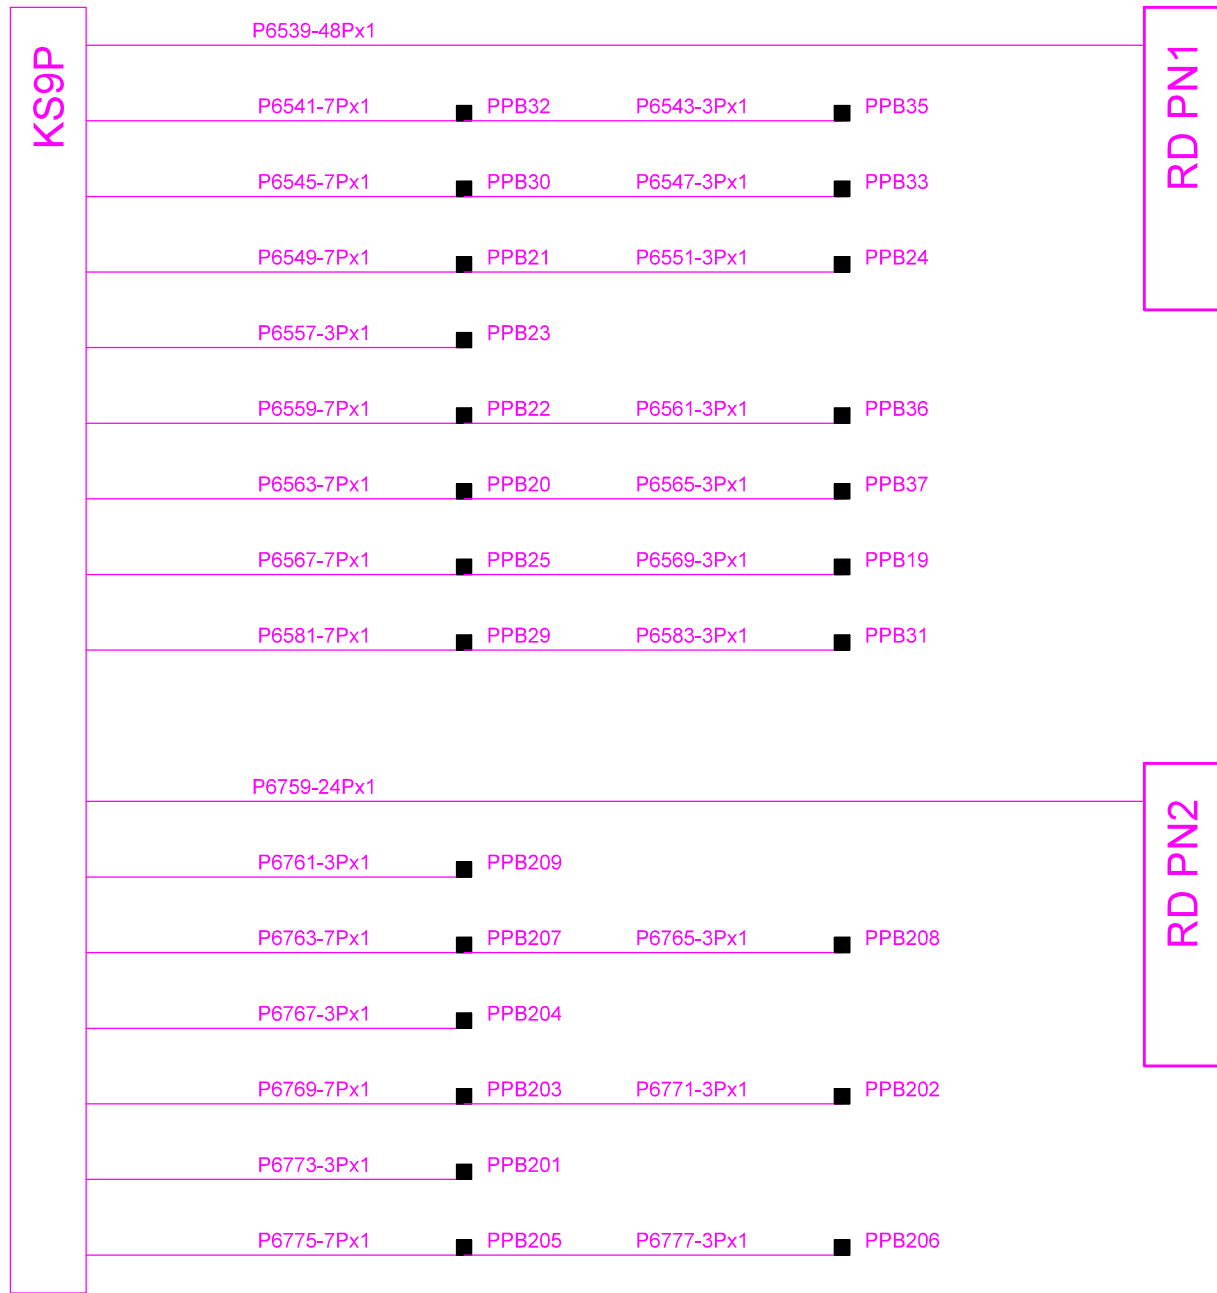 KS9P
P6539-48Px1
RD PN1
P6541-7Px1 PPB32 P6543-3Px1 PPB35
P6545-7Px1 PPB30 P6547-3Px1 PPB33
P6549-7Px1 PPB21 P6551-3Px1 PPB24
P6557-3Px1 PPB23
P6559-7Px1 PPB22 P6561-3Px1 PPB36
P6563-7Px1 PPB20 P6565-3Px1 PPB37
P6567-7Px1 PPB25 P6569-3Px1 PPB19
P6581-7Px1 PPB29 P6583-3Px1 PPB31
P6759-24Px1
RD PN2
P6761-3Px1 PPB209
P6763-7Px1 PPB207 P6765-3Px1 PPB208
P6767-3Px1 PPB204
P6769-7Px1 PPB203 P6771-3Px1 PPB202
P6773-3Px1 PPB201
P6775-7Px1 PPB205 P6777-3Px1 PPB206